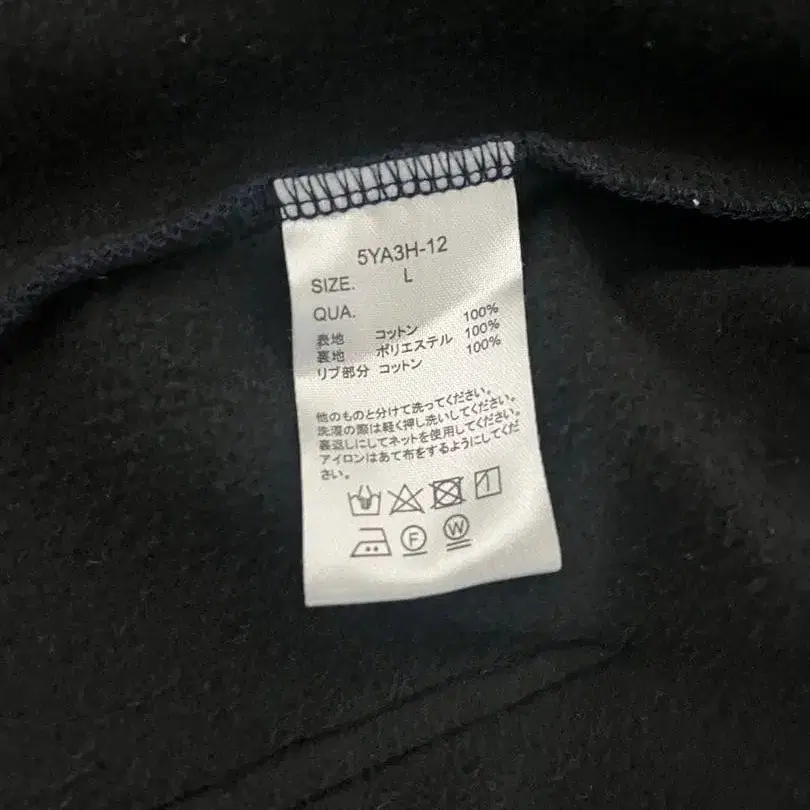 5YA3H-12
SIZE. L
QUA.
表地 コットン 100%
裏地 ポリエステル 100%
リブ部分 コットン 100%
他のものと分けて洗ってください。
洗濯の際は軽く押し洗いしてください。
裏返しにしてネットを使用してください。
アイロンはあて布をするようにしてくだ
さい。
F W